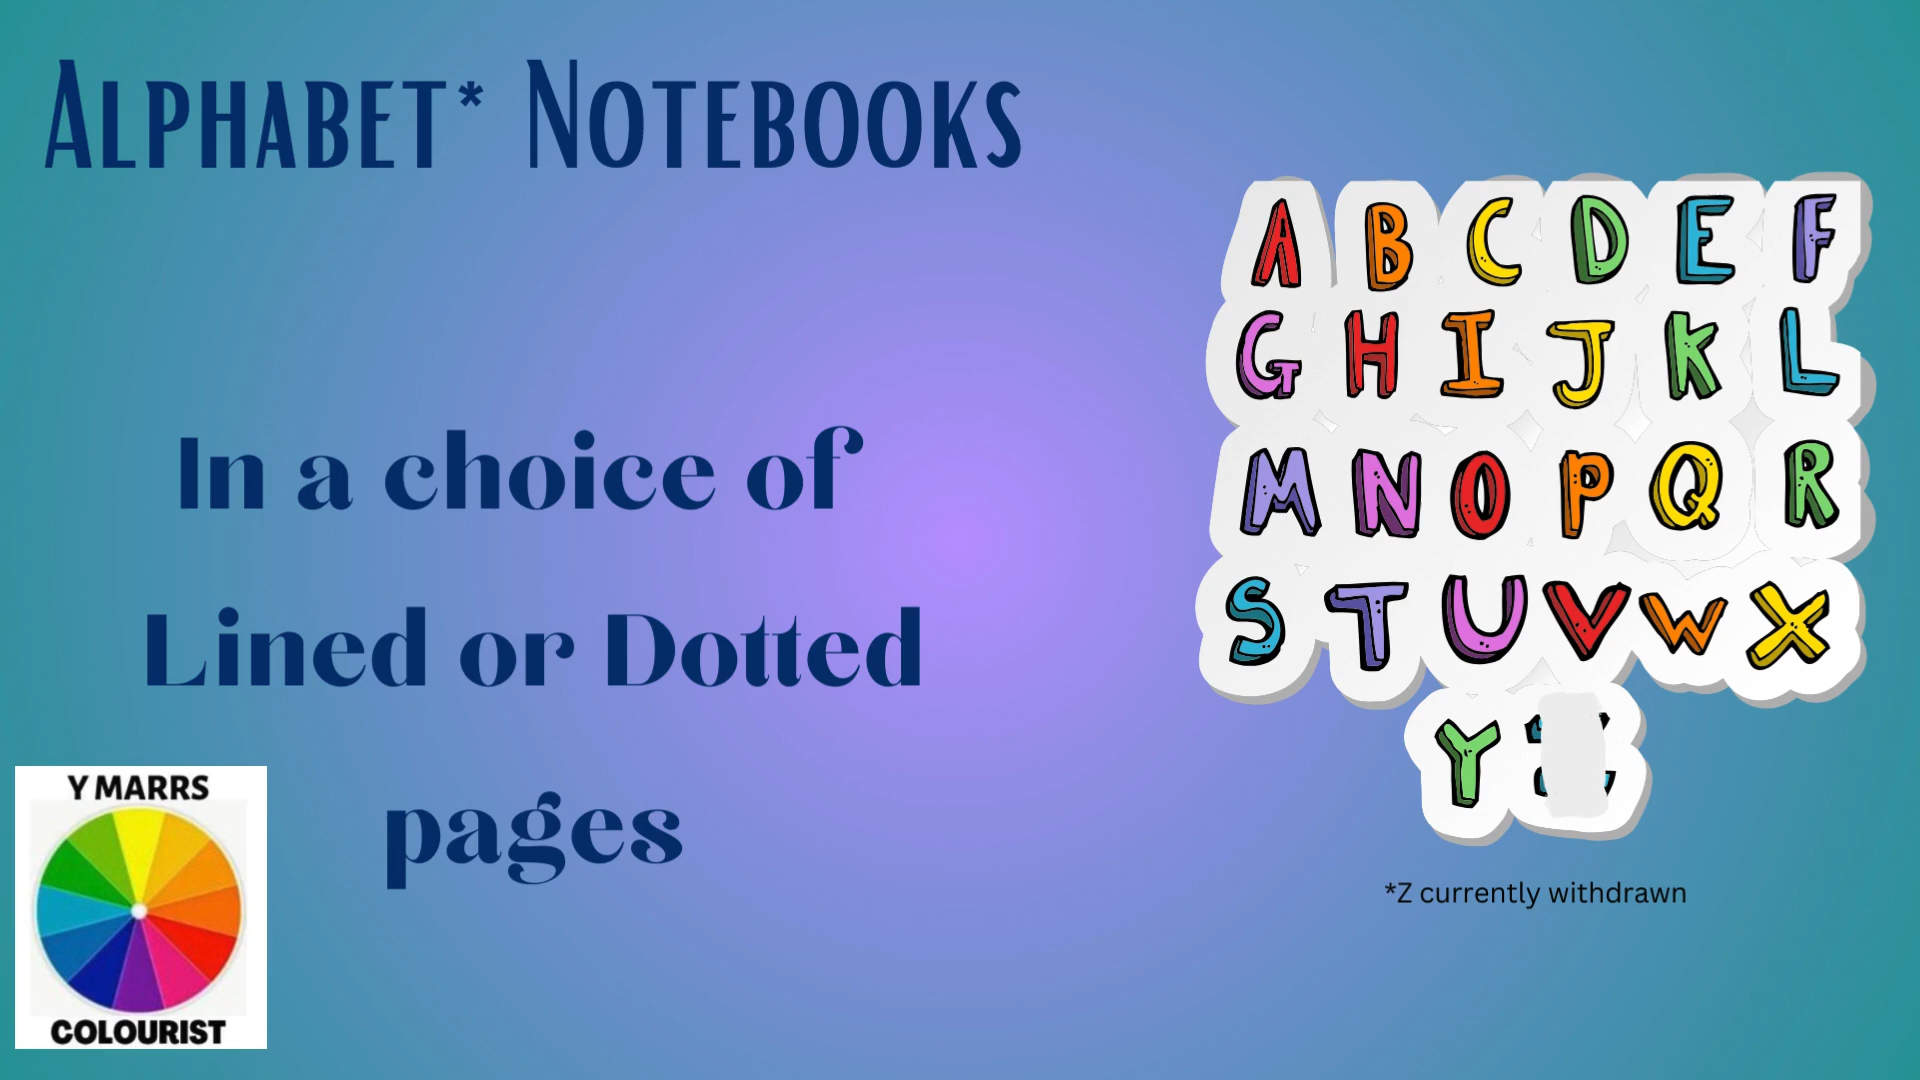 Alphabet* Notebooks
In a choice of
Lined or Dotted
pages
A B C D E F
G H I J K L
M N O P Q R
S T U V W X
Y
*Z currently withdrawn
Y MARRS
COLOURIST